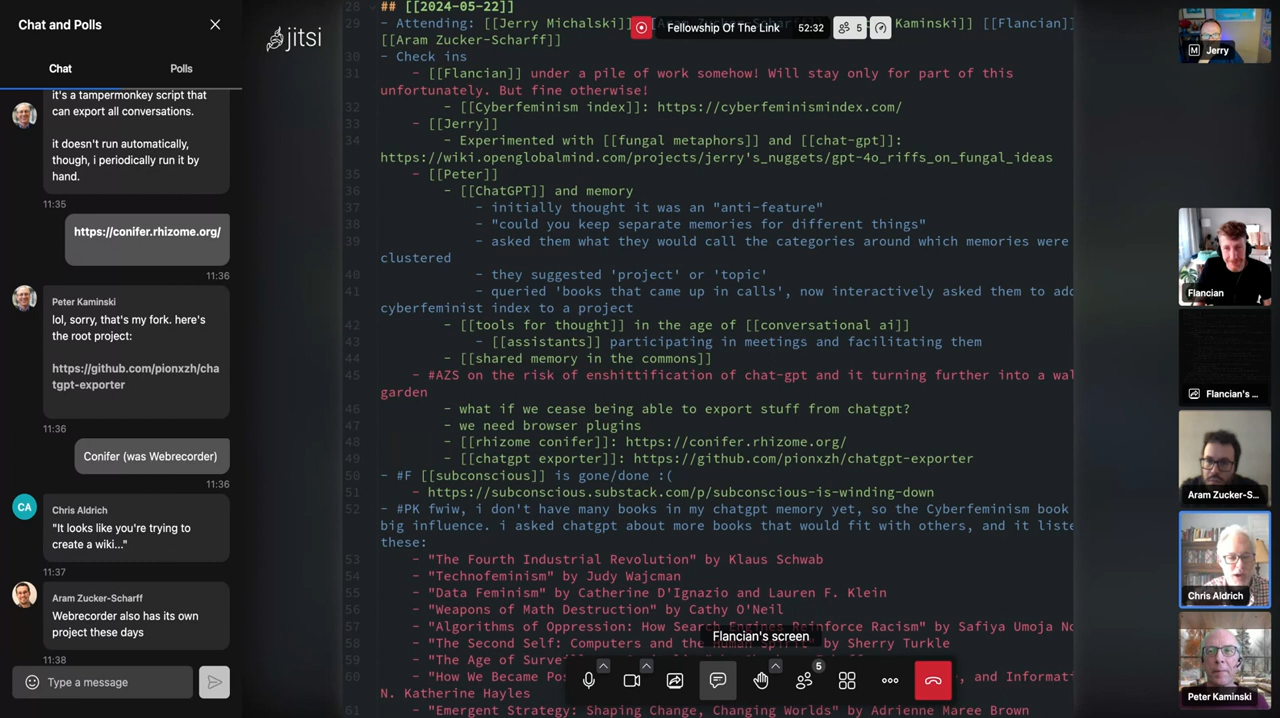 Chat and Polls
Chat
Polls
it's a tampermonkey script that
can export all conversations.
it doesn't run automatically,
though, i periodically run it by
hand.
11:35
https://conifer.rhizome.org/
11:36
Peter Kaminski
lol, sorry, that's my fork. here's
the root project:
https://github.com/pionxzh/cha
tgpt-exporter
11:36
Conifer (was Webrecorder)
11:36
CA
Chris Aldrich
"It looks like you're trying to
create a wiki..."
11:37
Aram Zucker-Scharff
Webrecorder also has its own
project these days
11:38
Type a message
jitsi
Fellowship Of The Link
52:32
5
28 ## [[2024-05-22]]
29 - Attending: [[Jerry Michalski] Kaminski]] [[Flancian]]
[[Aram Zucker-Scharff]]
30 - Check ins
31 - [[Flancian]] under a pile of work somehow! Will stay only for part of this
unfortunately. But fine otherwise!
32 - [[Cyberfeminism index]]: https://cyberfeminismindex.com/
33 - [[Jerry]]
34 - Experimented with [[fungal metaphors]] and [[chat-gpt]]:
https://wiki.openglobalmind.com/projects/jerry's_nuggets/gpt-4o_riffs_on_fungal_ideas
35 - [[Peter]]
36 - [[ChatGPT]] and memory
37 - initially thought it was an "anti-feature"
38 - "could you keep separate memories for different things"
39 - asked them what they would call the categories around which memories were
clustered
40 - they suggested 'project' or 'topic'
41 - queried 'books that came up in calls', now interactively asked them to add
cyberfeminist index to a project
42 - [[tools for thought]] in the age of [[conversational ai]]
43 - [[assistants]] participating in meetings and facilitating them
44 - [[shared memory in the commons]]
45 - #AZS on the risk of enshittification of chat-gpt and it turning further into a wal
garden
46 - what if we cease being able to export stuff from chatgpt?
47 - we need browser plugins
48 - [[rhizome conifer]]: https://conifer.rhizome.org/
49 - [[chatgpt exporter]]: https://github.com/pionxzh/chatgpt-exporter
50 - #F [[subconscious]] is gone/done :(
51 - https://subconscious.substack.com/p/subconscious-is-winding-down
52 - #PK fwiw, i don't have many books in my chatgpt memory yet, so the Cyberfeminism book
big influence. i asked chatgpt about more books that would fit with others, and it liste
these:
53 - "The Fourth Industrial Revolution" by Klaus Schwab
54 - "Technofeminism" by Judy Wajcman
55 - "Data Feminism" by Catherine D'Ignazio and Lauren F. Klein
56 - "Weapons of Math Destruction" by Cathy O'Neil
57 - "Algorithms of Oppression: How Search Engines Reinforce Racism" by Safiya Umoja No
58 - "The Second Self: Computers and the Human Spirit" by Sherry Turkle
59 - "The Age of Surveil
60 - "How We Became Pos , and Informati
N. Katherine Hayles
61 - "Emergent Strategy: Shaping Change, Changing Worlds" by Adrienne Maree Brown
Flancian's screen
5
M Jerry
Flancian
Flancian's ...
Aram Zucker-S...
Chris Aldrich
Peter Kaminski